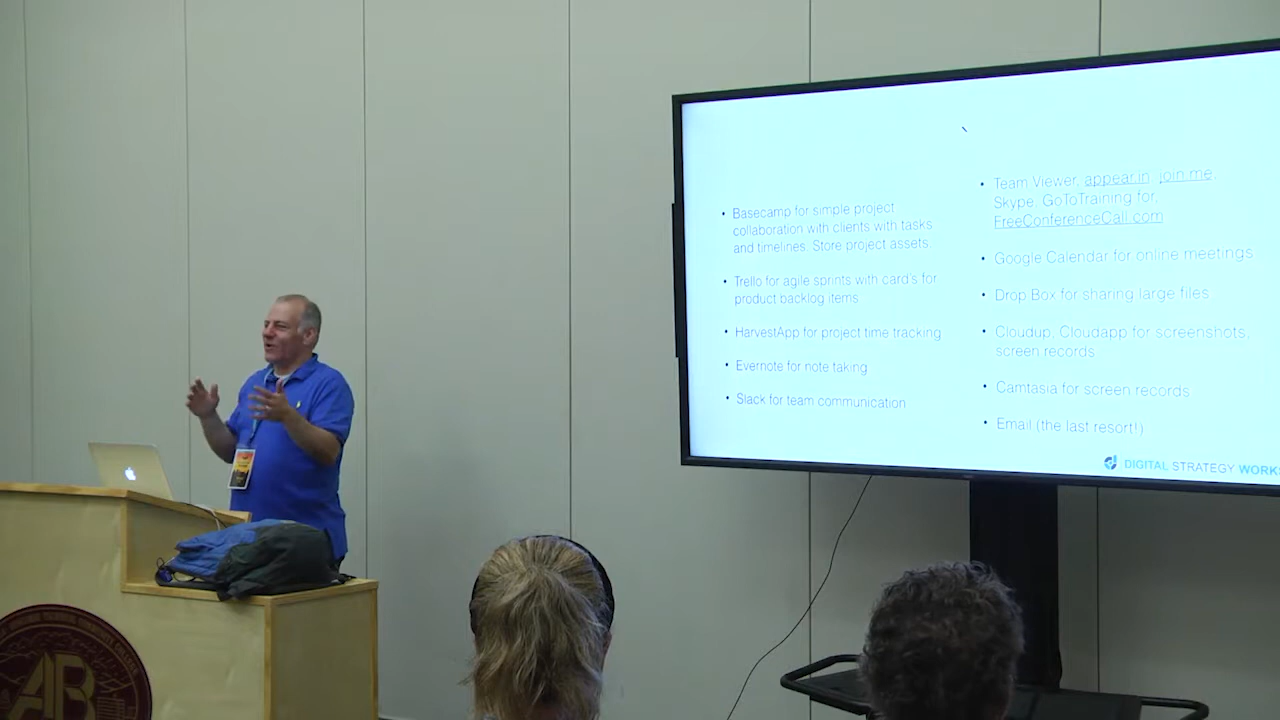 • Basecamp for simple project
collaboration with clients with tasks
and timelines. Store project assets.
• Trello for agile sprints with card's for
product backlog items
• HarvestApp for project time tracking
• Evernote for note taking
• Slack for team communication
• Team Viewer, appear.in, join.me,
Skype, GoToTraining for,
FreeConferenceCall.com
• Google Calendar for online meetings
• Drop Box for sharing large files
• Cloudup, Cloudapp for screenshots,
screen records
• Camtasia for screen records
• Email (the last resort!)
DIGITAL STRATEGY WORKS
AB